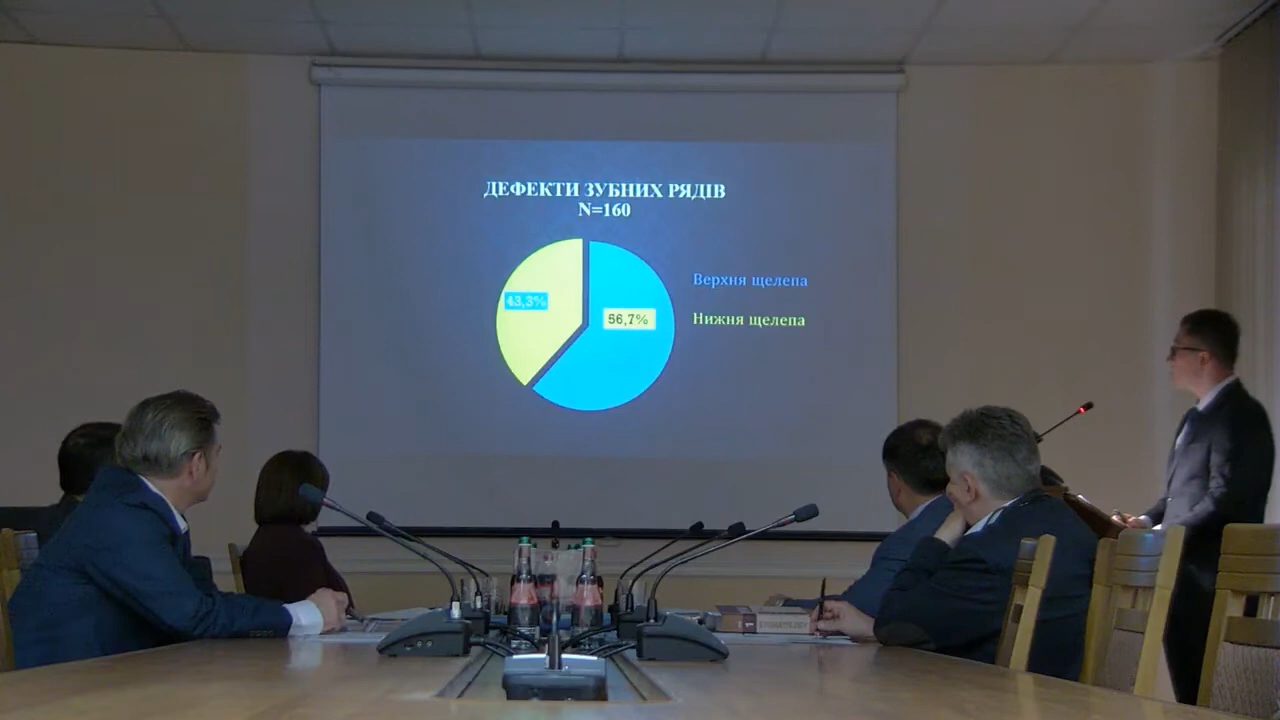 ДЕФЕКТИ ЗУБНИХ РЯДІВ
N=160
43,3%
56,7%
Верхня щелепа
Нижня щелепа